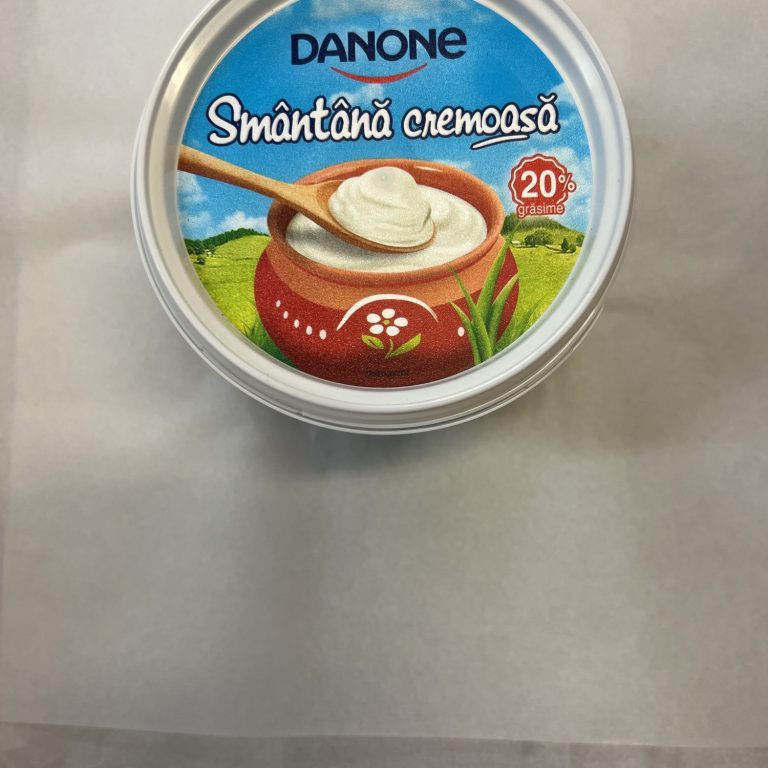 DANONE
Smântână cremoasă
20%
grăsime